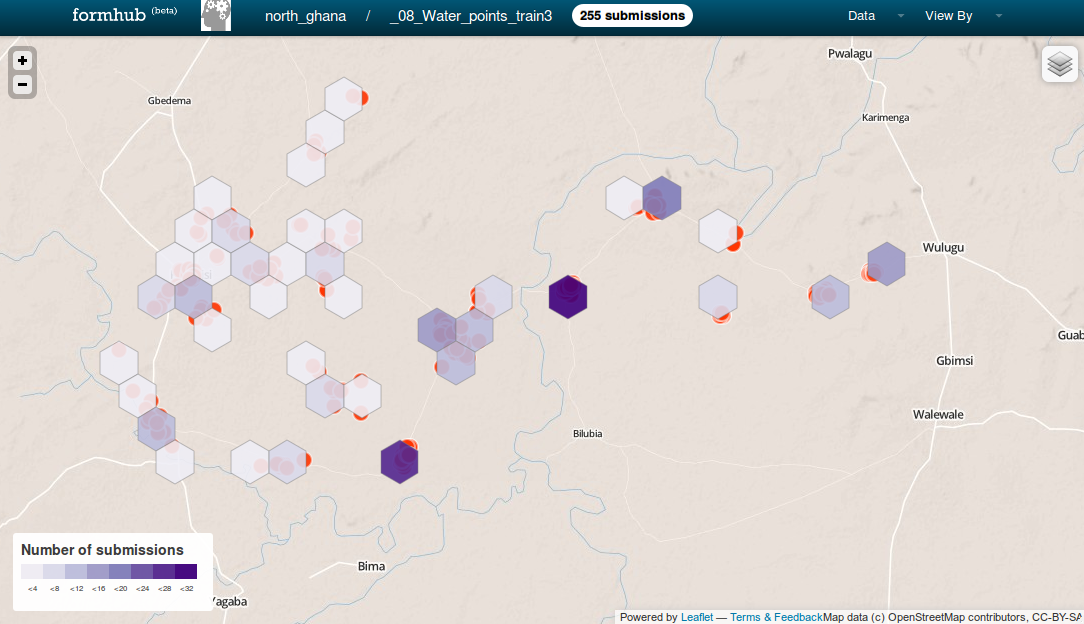 formhub (beta) north_ghana / _08_Water_points_train3 255 submissions Data View By
+
−
Pwalagu
Gbedema
Karimenga
Wulugu
Gbimsi
Walewale
Bilubia
Bima
Number of submissions
<4 <8 <12 <16 <20 <24 <28 <32
Yagaba
Powered by Leaflet — Terms & FeedbackMap data (c) OpenStreetMap contributors, CC-BY-SA